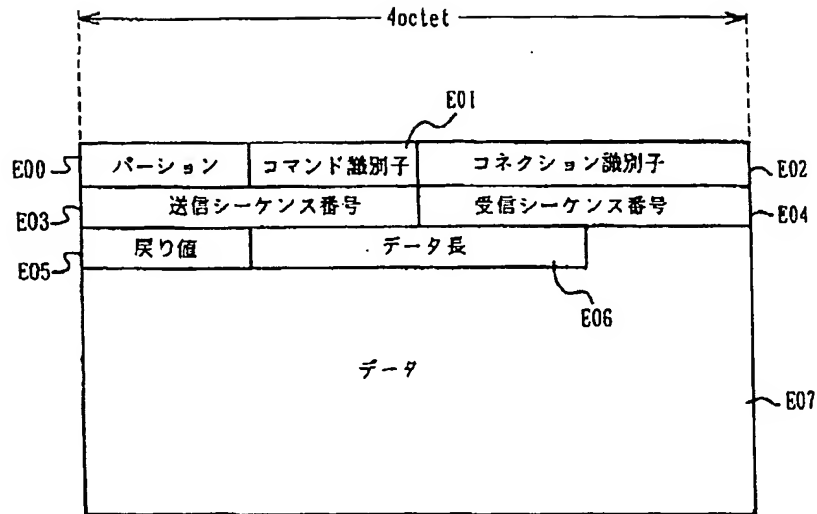 4octet
E01
E00 バージョン コマンド識別子 コネクション識別子 E02
E03 送信シーケンス番号 受信シーケンス番号 E04
E05 戻り値 データ長
E06
データ
E07